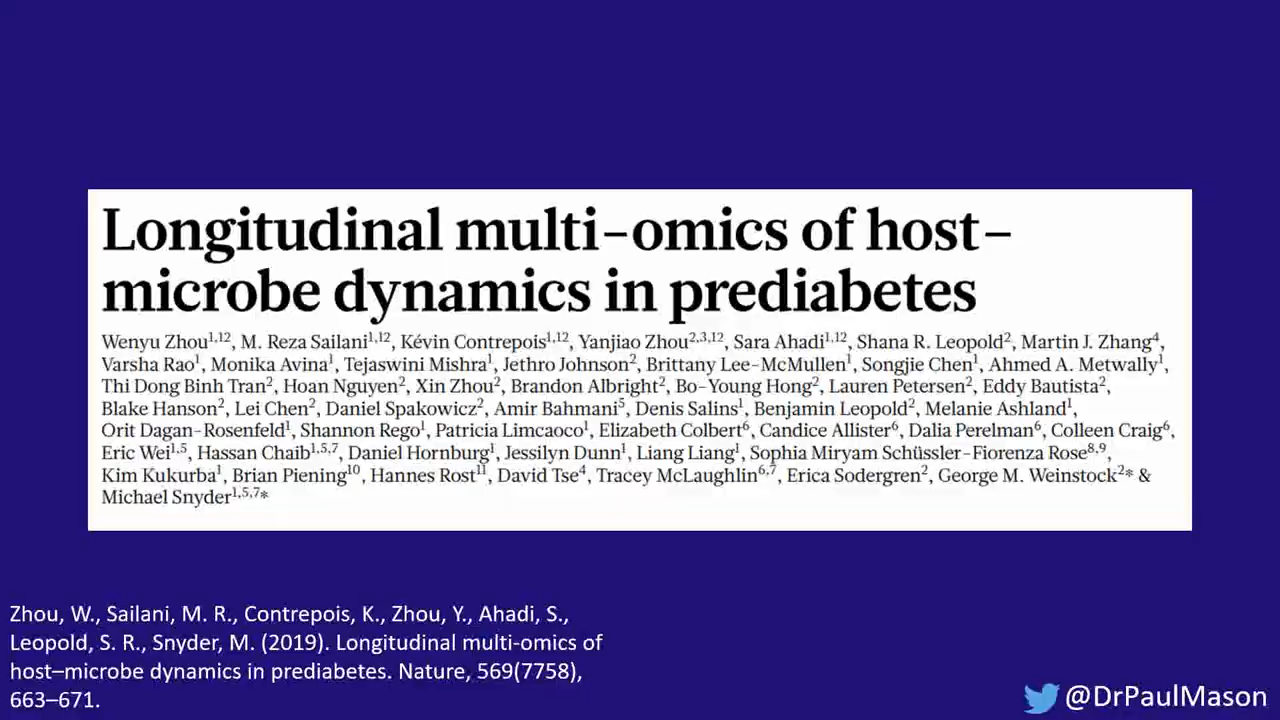 Longitudinal multi-omics of host-
microbe dynamics in prediabetes
Wenyu Zhou1,12, M. Reza Sailani1,12, Kévin Contrepois1,12, Yanjiao Zhou2,3,12, Sara Ahadi1,12, Shana R. Leopold2, Martin J. Zhang4,
Varsha Rao1, Monika Avina1, Tejaswini Mishra1, Jethro Johnson2, Brittany Lee-McMullen1, Songjie Chen1, Ahmed A. Metwally1,
Thi Dong Binh Tran2, Hoan Nguyen2, Xin Zhou2, Brandon Albright2, Bo-Young Hong2, Lauren Petersen2, Eddy Bautista2,
Blake Hanson2, Lei Chen2, Daniel Spakowicz2, Amir Bahmani5, Denis Salins1, Benjamin Leopold2, Melanie Ashland1,
Orit Dagan-Rosenfeld1, Shannon Rego1, Patricia Limcaoco1, Elizabeth Colbert6, Candice Allister6, Dalia Perelman6, Colleen Craig6,
Eric Wei1,5, Hassan Chaib1,5,7, Daniel Hornburg1, Jessilyn Dunn1, Liang Liang1, Sophia Miryam Schüssler-Fiorenza Rose8,9,
Kim Kukurba1, Brian Piening10, Hannes Rost11, David Tse4, Tracey McLaughlin6,7, Erica Sodergren2, George M. Weinstock2* &
Michael Snyder1,5,7*
Zhou, W., Sailani, M. R., Contrepois, K., Zhou, Y., Ahadi, S.,
Leopold, S. R., Snyder, M. (2019). Longitudinal multi-omics of
host–microbe dynamics in prediabetes. Nature, 569(7758),
663–671.
@DrPaulMason